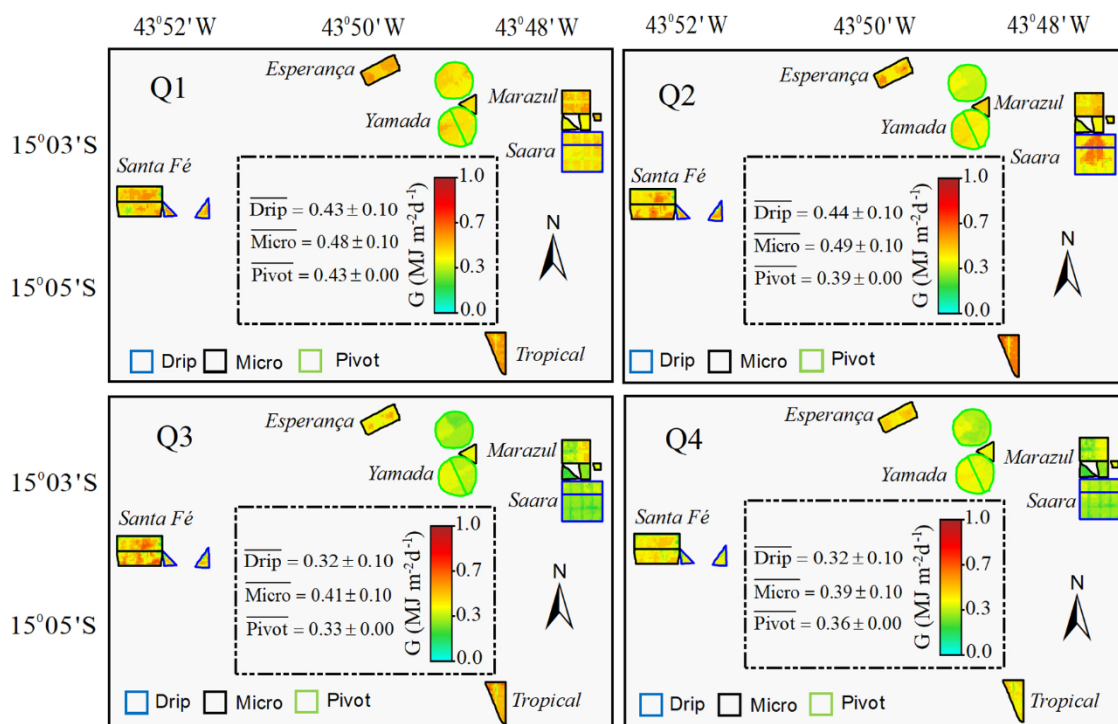 43°52' W 43°50' W 43°48' W 43°52' W 43°50' W 43°48' W
15°03' S
15°05' S
Q1
Esperança
Yamada
Marazul
Saara
Santa Fé
Drip = 0.43 ± 0.10
Micro = 0.48 ± 0.10
Pivot = 0.43 ± 0.00
1.0
0.7
0.3
0.0
G (MJ m⁻²d⁻¹)
N
Tropical
Drip Micro Pivot
Q2
Esperança
Yamada
Marazul
Saara
Santa Fé
Drip = 0.44 ± 0.10
Micro = 0.49 ± 0.10
Pivot = 0.39 ± 0.00
1.0
0.7
0.3
0.0
G (MJ m⁻²d⁻¹)
N
Drip Micro Pivot
15°03' S
15°05' S
Q3
Esperança
Yamada
Marazul
Saara
Santa Fé
Drip = 0.32 ± 0.10
Micro = 0.41 ± 0.10
Pivot = 0.33 ± 0.00
1.0
0.7
0.3
0.0
G (MJ m⁻²d⁻¹)
N
Tropical
Drip Micro Pivot
Q4
Esperança
Yamada
Marazul
Saara
Santa Fé
Drip = 0.32 ± 0.10
Micro = 0.39 ± 0.10
Pivot = 0.36 ± 0.00
1.0
0.7
0.3
0.0
G (MJ m⁻²d⁻¹)
N
Tropical
Drip Micro Pivot